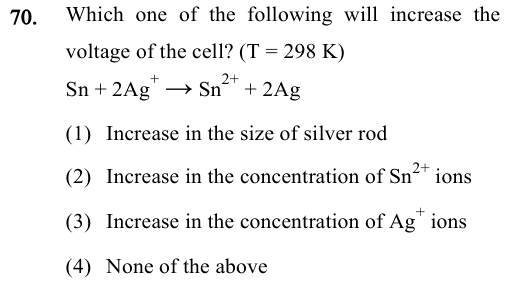 70. Which one of the following will increase the
voltage of the cell? (T = 298 K)
Sn + 2Ag⁺ → Sn²⁺ + 2Ag
(1) Increase in the size of silver rod
(2) Increase in the concentration of Sn²⁺ ions
(3) Increase in the concentration of Ag⁺ ions
(4) None of the above